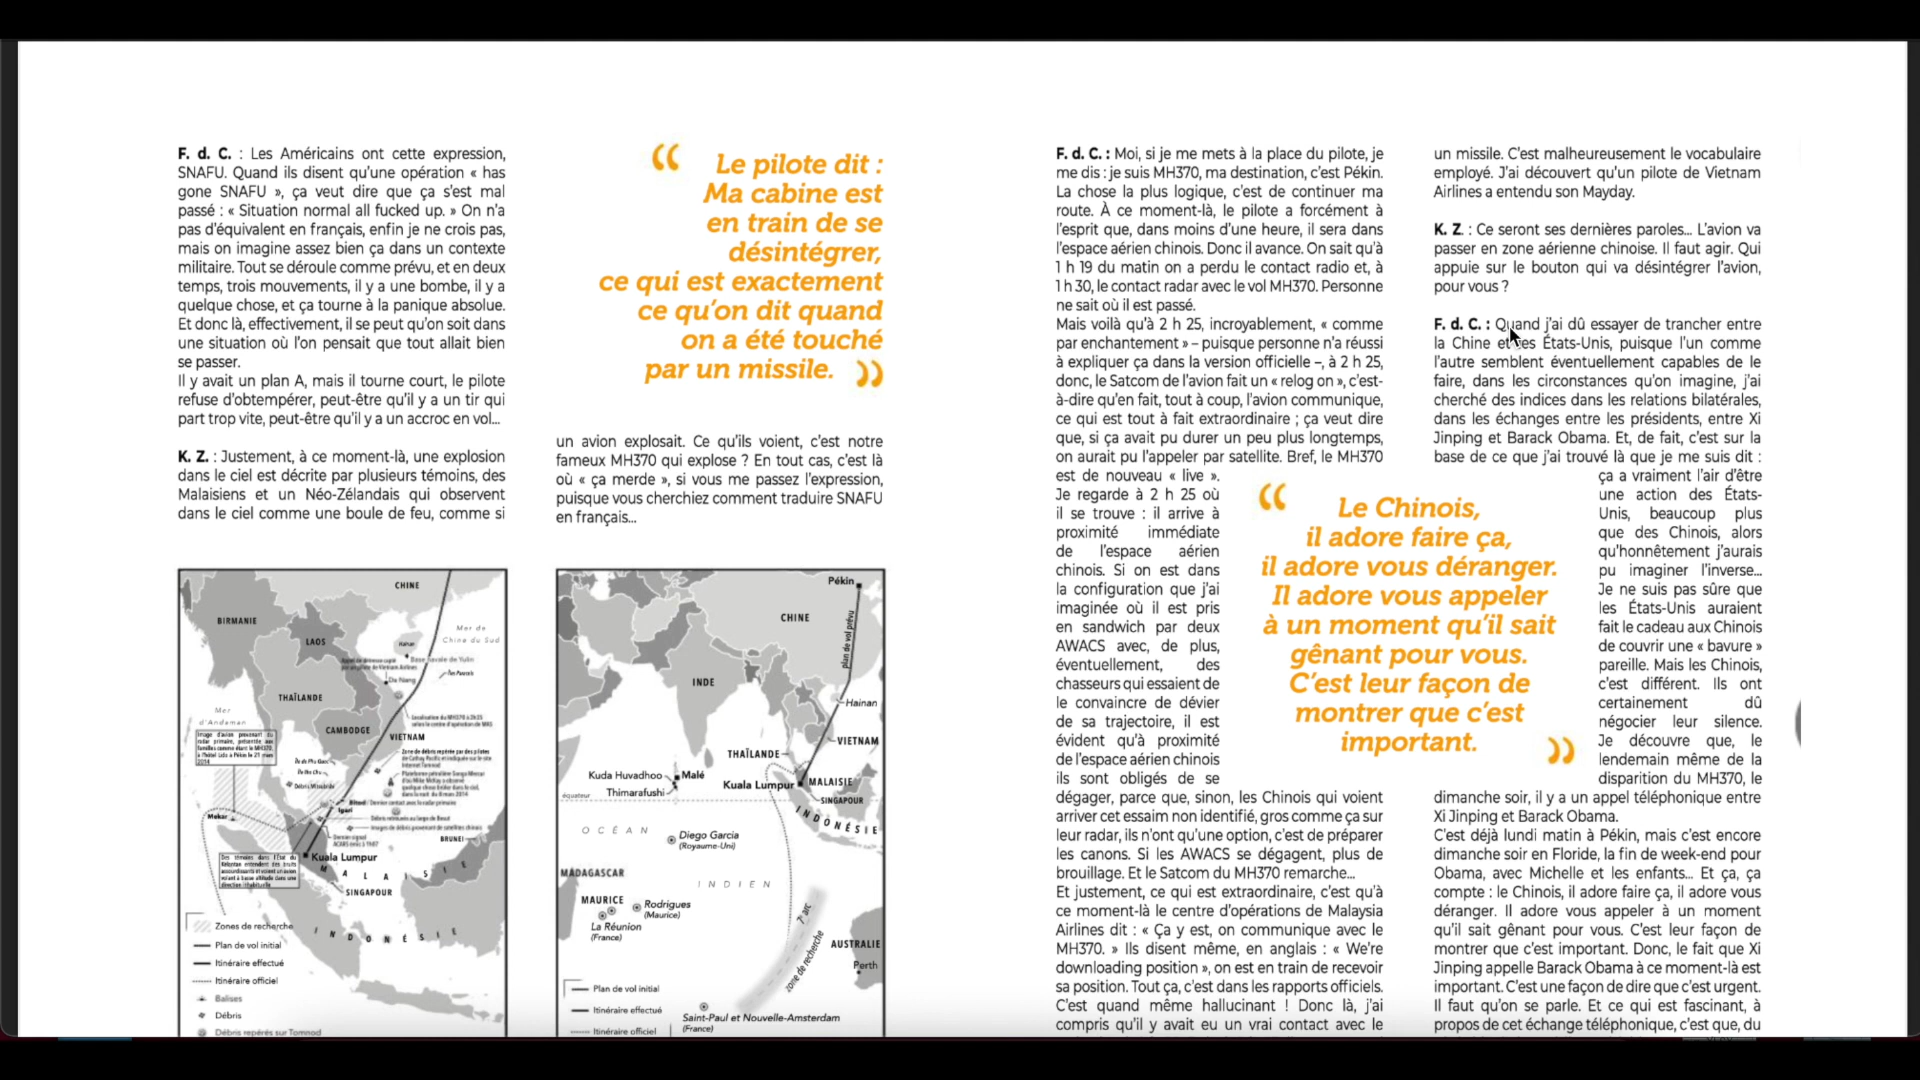 F. d. C. : Les Américains ont cette expression,
SNAFU. Quand ils disent qu'une opération « has
gone SNAFU », ça veut dire que ça s'est mal
passé : « Situation normal all fucked up. » On n'a
pas d'équivalent en français, enfin je ne crois pas,
mais on imagine assez bien ça dans un contexte
militaire. Tout se déroule comme prévu, et en deux
temps, trois mouvements, il y a une bombe, il y a
quelque chose, et ça tourne à la panique absolue.
Et donc là, effectivement, il se peut qu'on soit dans
une situation où l'on pensait que tout allait bien
se passer.
Il y avait un plan A, mais il tourne court, le pilote
refuse d'obtempérer, peut-être qu'il y a un tir qui
part trop vite, peut-être qu'il y a un accroc en vol...
K. Z. : Justement, à ce moment-là, une explosion
dans le ciel est décrite par plusieurs témoins, des
Malaisiens et un Néo-Zélandais qui observent
dans le ciel comme une boule de feu, comme si
“ Le pilote dit :
Ma cabine est
en train de se
désintégrer,
ce qui est exactement
ce qu'on dit quand
on a été touché
par un missile. ”
un avion explosait. Ce qu'ils voient, c'est notre
fameux MH370 qui explose ? En tout cas, c'est là
où « ça merde », si vous me passez l'expression,
puisque vous cherchiez comment traduire SNAFU
en français...
CHINE
BIRMANIE
LAOS
Mer de
Chine du Sud
Hainan
Base navale de Yulin
Da Nang
THAÏLANDE
Mer
d'Andaman
CAMBODGE
VIETNAM
BRUNEI
Kuala Lumpur
MALAISIE
SINGAPOUR
INDONÉSIE
Zones de recherche
Plan de vol initial
Itinéraire effectué
Itinéraire officiel
Balises
Débris
Débris repérés sur Tomnod
Pékin
CHINE
plan de vol prévu
INDE
Hainan
THAÏLANDE
VIETNAM
Kuda Huvadhoo
Malé
Thimarafushi
Kuala Lumpur
MALAISIE
SINGAPOUR
équateur
INDONÉSIE
OCÉAN
Diego Garcia
(Royaume-Uni)
MADAGASCAR
INDIEN
MAURICE
Rodrigues
(Maurice)
La Réunion
(France)
7e arc
zone de recherche
AUSTRALIE
Perth
Plan de vol initial
Itinéraire effectué
Itinéraire officiel
Saint-Paul et Nouvelle-Amsterdam
(France)
F. d. C. : Moi, si je me mets à la place du pilote, je
me dis : je suis MH370, ma destination, c'est Pékin.
La chose la plus logique, c'est de continuer ma
route. À ce moment-là, le pilote a forcément à
l'esprit que, dans moins d'une heure, il sera dans
l'espace aérien chinois. Donc il avance. On sait qu'à
1 h 19 du matin on a perdu le contact radio et, à
1 h 30, le contact radar avec le vol MH370. Personne
ne sait où il est passé.
Mais voilà qu'à 2 h 25, incroyablement, « comme
par enchantement » – puisque personne n'a réussi
à expliquer ça dans la version officielle –, à 2 h 25,
donc, le Satcom de l'avion fait un « relog on », c'est-
à-dire qu'en fait, tout à coup, l'avion communique,
ce qui est tout à fait extraordinaire ; ça veut dire
que, si ça avait pu durer un peu plus longtemps,
on aurait pu l'appeler par satellite. Bref, le MH370
est de nouveau « live ».
Je regarde à 2 h 25 où
il se trouve : il arrive à
proximité immédiate
de l'espace aérien
chinois. Si on est dans
la configuration que j'ai
imaginée où il est pris
en sandwich par deux
AWACS avec, de plus,
éventuellement, des
chasseurs qui essaient de
le convaincre de dévier
de sa trajectoire, il est
évident qu'à proximité
de l'espace aérien chinois
ils sont obligés de se
dégager, parce que, sinon, les Chinois qui voient
arriver cet essaim non identifié, gros comme ça sur
leur radar, ils n'ont qu'une option, c'est de préparer
les canons. Si les AWACS se dégagent, plus de
brouillage. Et le Satcom du MH370 remarche...
Et justement, ce qui est extraordinaire, c'est qu'à
ce moment-là le centre d'opérations de Malaysia
Airlines dit : « Ça y est, on communique avec le
MH370. » Ils disent même, en anglais : « We're
downloading position », on est en train de recevoir
sa position. Tout ça, c'est dans les rapports officiels.
C'est quand même hallucinant ! Donc là, j'ai
compris qu'il y avait eu un vrai contact avec le
“ Le Chinois,
il adore faire ça,
il adore vous déranger.
Il adore vous appeler
à un moment qu'il sait
gênant pour vous.
C'est leur façon de
montrer que c'est
important. ”
un missile. C'est malheureusement le vocabulaire
employé. J'ai découvert qu'un pilote de Vietnam
Airlines a entendu son Mayday.
K. Z. : Ce seront ses dernières paroles... L'avion va
passer en zone aérienne chinoise. Il faut agir. Qui
appuie sur le bouton qui va désintégrer l'avion,
pour vous ?
F. d. C. : Quand j'ai dû essayer de trancher entre
la Chine et les États-Unis, puisque l'un comme
l'autre semblent éventuellement capables de le
faire, dans les circonstances qu'on imagine, j'ai
cherché des indices dans les relations bilatérales,
dans les échanges entre les présidents, entre Xi
Jinping et Barack Obama. Et, de fait, c'est sur la
base de ce que j'ai trouvé là que je me suis dit :
ça a vraiment l'air d'être
une action des États-
Unis, beaucoup plus
que des Chinois, alors
qu'honnêtement j'aurais
pu imaginer l'inverse...
Je ne suis pas sûre que
les États-Unis auraient
fait le cadeau aux Chinois
de couvrir une « bavure »
pareille. Mais les Chinois,
c'est différent. Ils ont
certainement dû
négocier leur silence.
Je découvre que, le
lendemain même de la
disparition du MH370, le
dimanche soir, il y a un appel téléphonique entre
Xi Jinping et Barack Obama.
C'est déjà lundi matin à Pékin, mais c'est encore
dimanche soir en Floride, la fin de week-end pour
Obama, avec Michelle et les enfants... Et ça, ça
compte : le Chinois, il adore faire ça, il adore vous
déranger. Il adore vous appeler à un moment
qu'il sait gênant pour vous. C'est leur façon de
montrer que c'est important. Donc, le fait que Xi
Jinping appelle Barack Obama à ce moment-là est
important. C'est une façon de dire que c'est urgent.
Il faut qu'on se parle. Et ce qui est fascinant, à
propos de cet échange téléphonique, c'est que, du